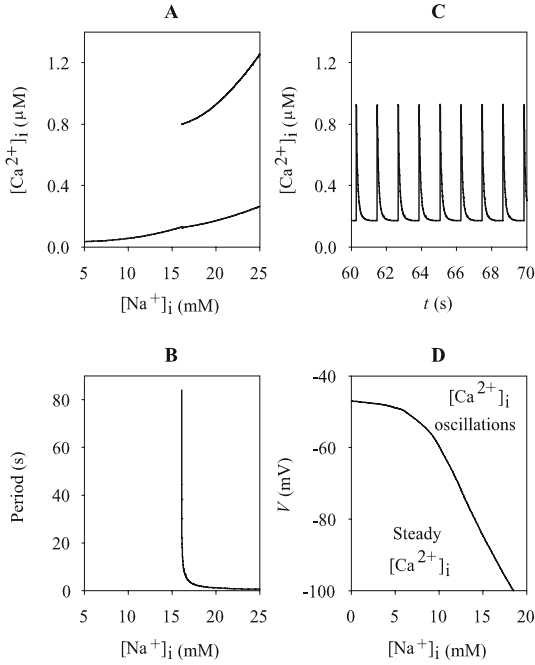 A
C
1.2
0.8
0.4
0.0
[Ca2+]i (µM)
5 10 15 20 25
[Na+]i (mM)
1.2
0.8
0.4
0.0
[Ca2+]i (µM)
60 62 64 66 68 70
t (s)
B
D
80
60
40
20
0
Period (s)
5 10 15 20 25
[Na+]i (mM)
-40
-60
-80
-100
V (mV)
[Ca2+]i
oscillations
Steady
[Ca2+]i
0 5 10 15 20
[Na+]i (mM)